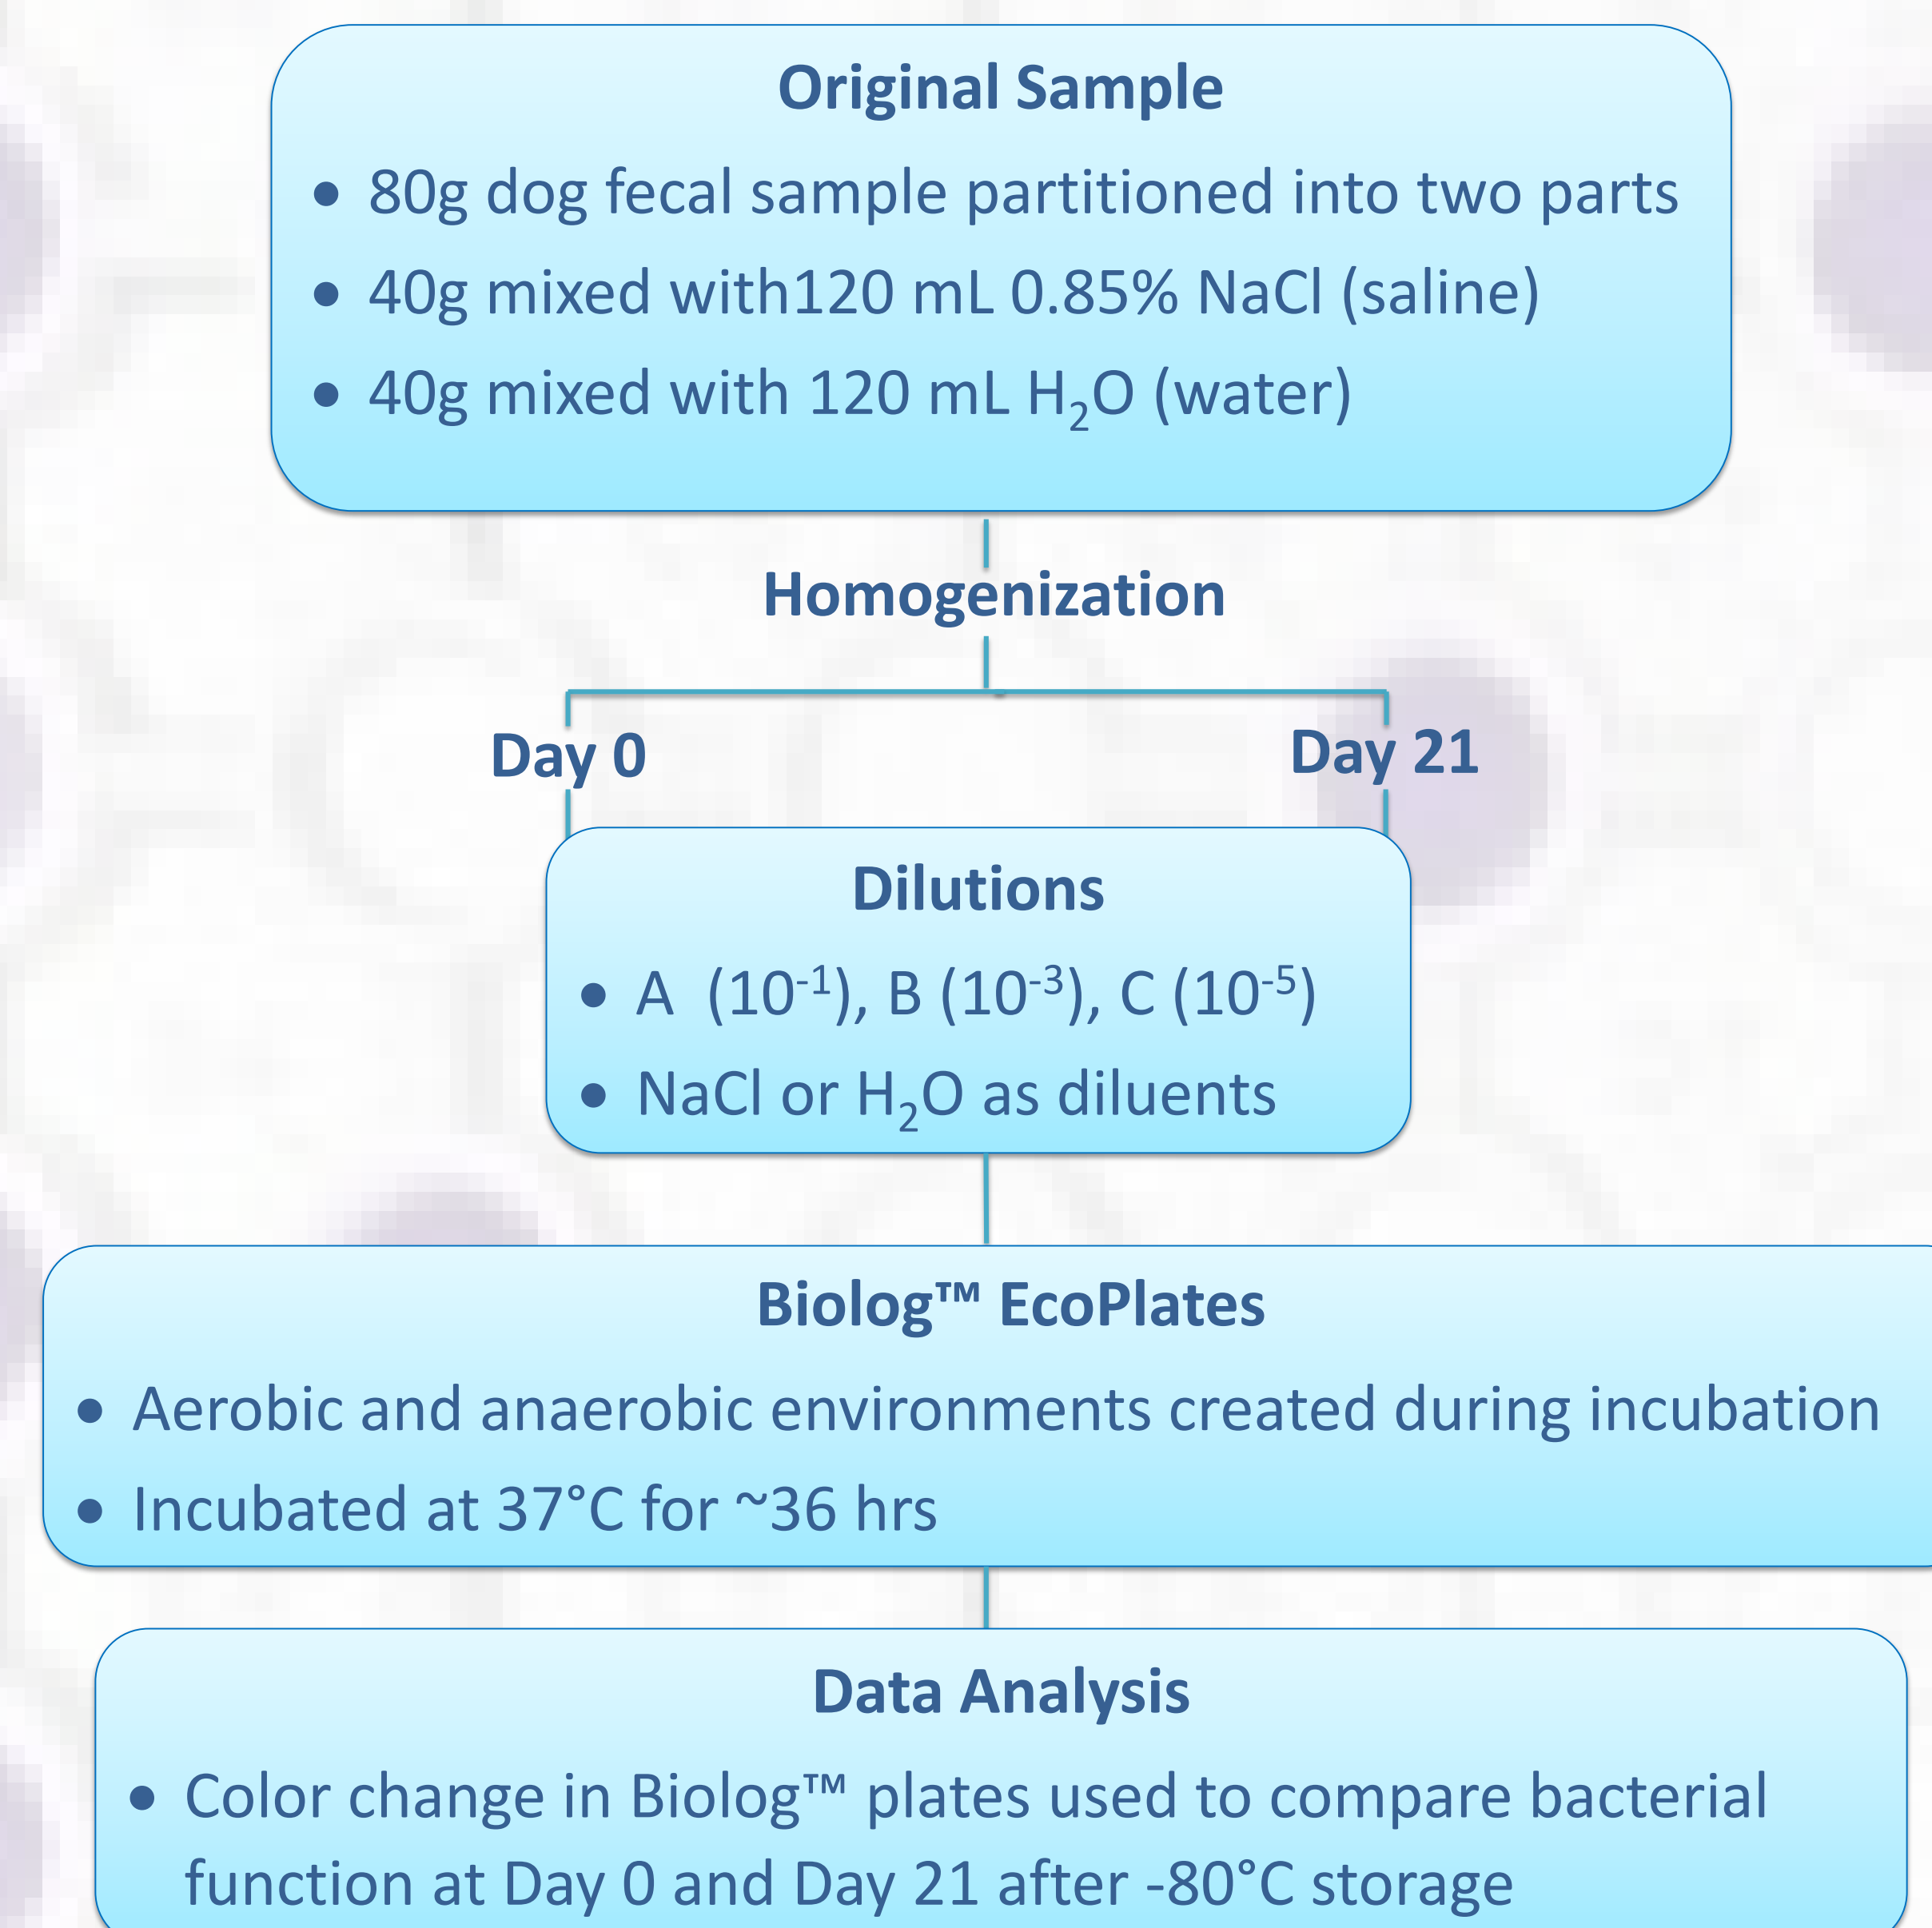 Original Sample
● 80g dog fecal sample partitioned into two parts
● 40g mixed with120 mL 0.85% NaCl (saline)
● 40g mixed with 120 mL H₂O (water)
Homogenization
Day 0
Day 21
Dilutions
● A (10⁻¹), B (10⁻³), C (10⁻⁵)
● NaCl or H₂O as diluents
Biolog™ EcoPlates
● Aerobic and anaerobic environments created during incubation
● Incubated at 37°C for ~36 hrs
Data Analysis
● Color change in Biolog™ plates used to compare bacterial
function at Day 0 and Day 21 after -80°C storage